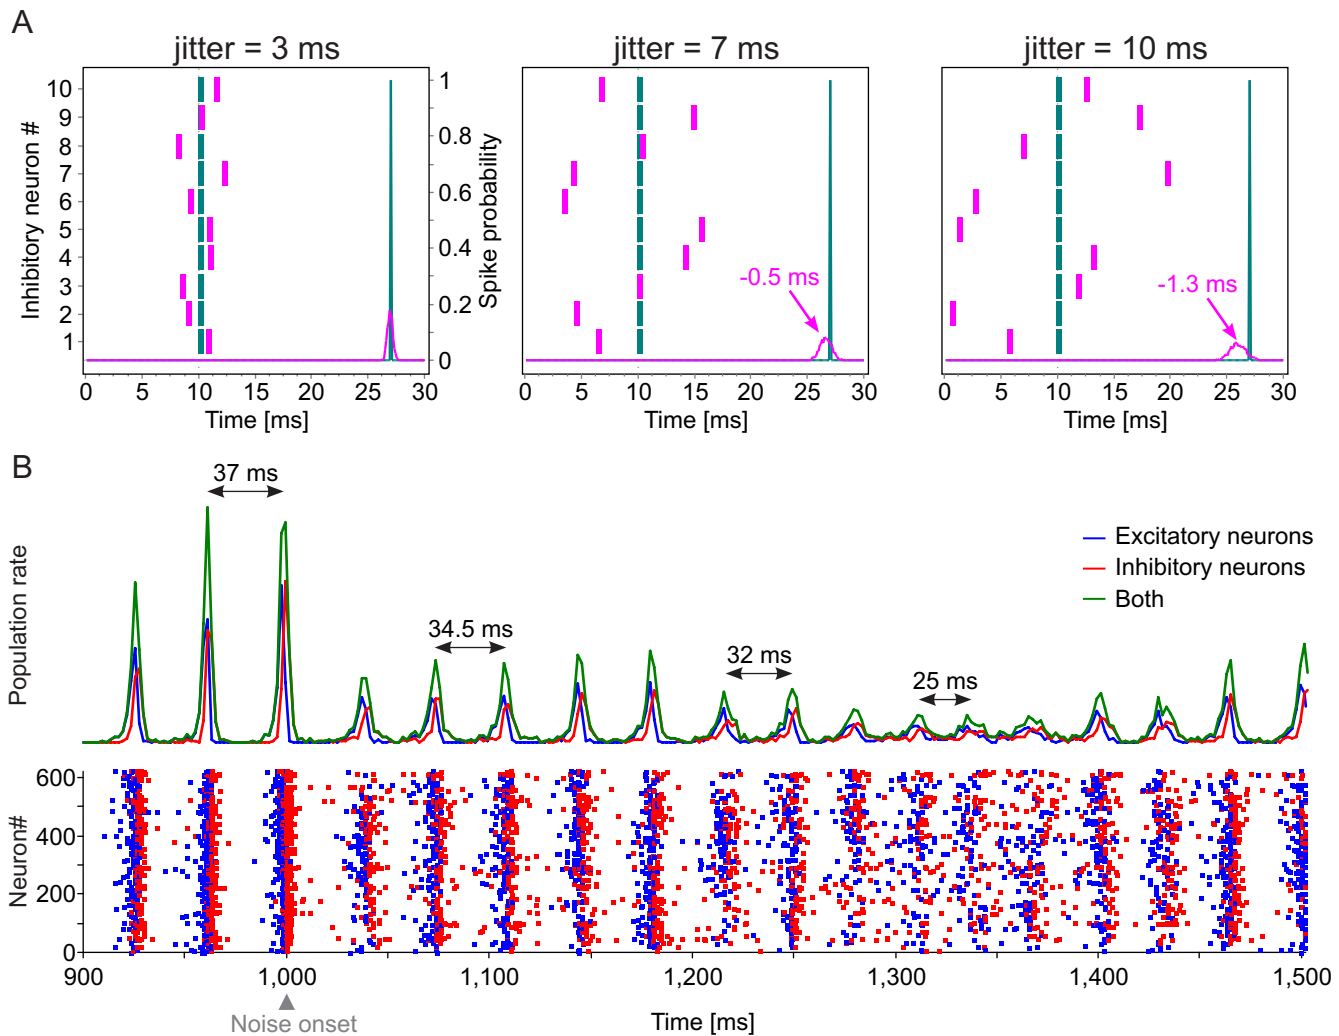 A
jitter = 3 ms
jitter = 7 ms
jitter = 10 ms
Inhibitory neuron #
10
9
8
7
6
5
4
3
2
1
1
0.8
0.6
0.4
0.2
0
Spike probability
-0.5 ms
-1.3 ms
0 5 10 15 20 25 30
0 5 10 15 20 25 30
0 5 10 15 20 25 30
Time [ms]
Time [ms]
Time [ms]
B
37 ms
34.5 ms
32 ms
25 ms
Excitatory neurons
Inhibitory neurons
Both
Population rate
Neuron#
600
400
200
0
900 1,000 1,100 1,200 1,300 1,400 1,500
Noise onset
Time [ms]